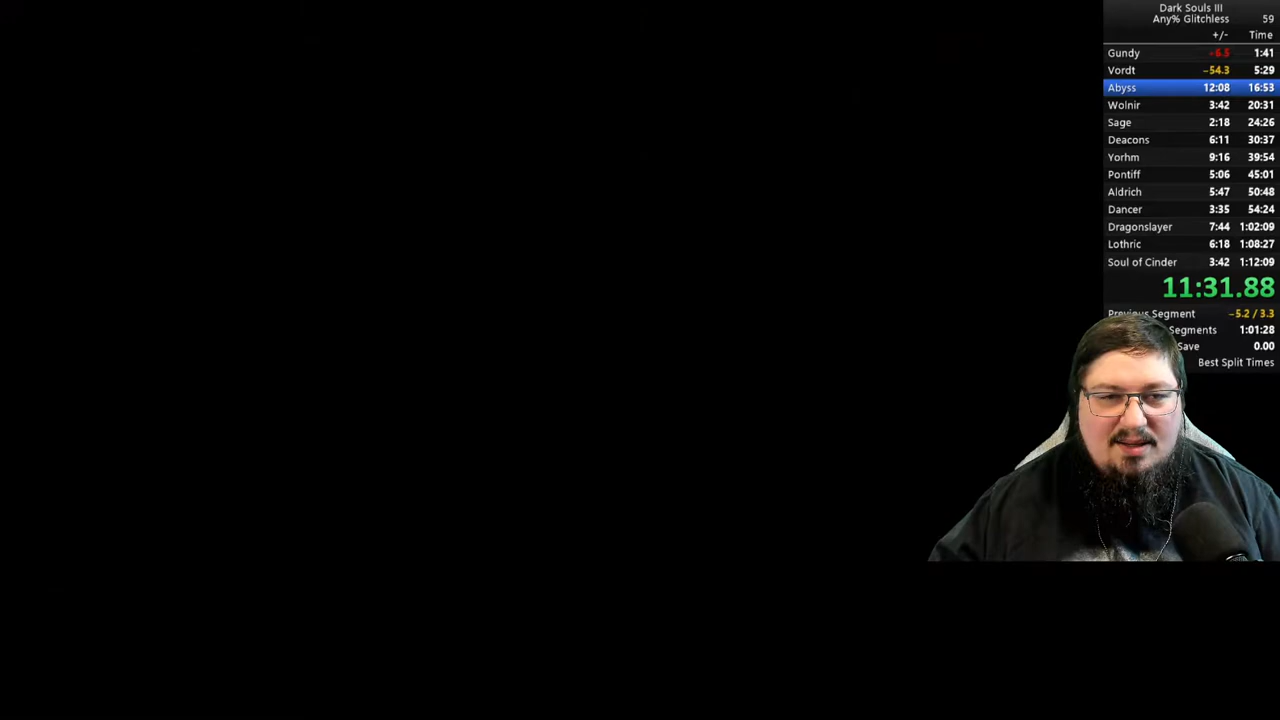 Dark Souls III
Any% Glitchless 59
+/- Time
Gundy -6.5 1:41
Vordt -54.3 5:29
Abyss 12:08 16:53
Wolnir 3:42 20:31
Sage 2:18 24:26
Deacons 6:11 30:37
Yorhm 9:16 39:54
Pontiff 5:06 45:01
Aldrich 5:47 50:48
Dancer 3:35 54:24
Dragonslayer 7:44 1:02:09
Lothric 6:18 1:08:27
Soul of Cinder 3:42 1:12:09
11:31.88
Previous Segment -5.2 / 3.3
Segments 1:01:28
Save 0.00
Best Split Times